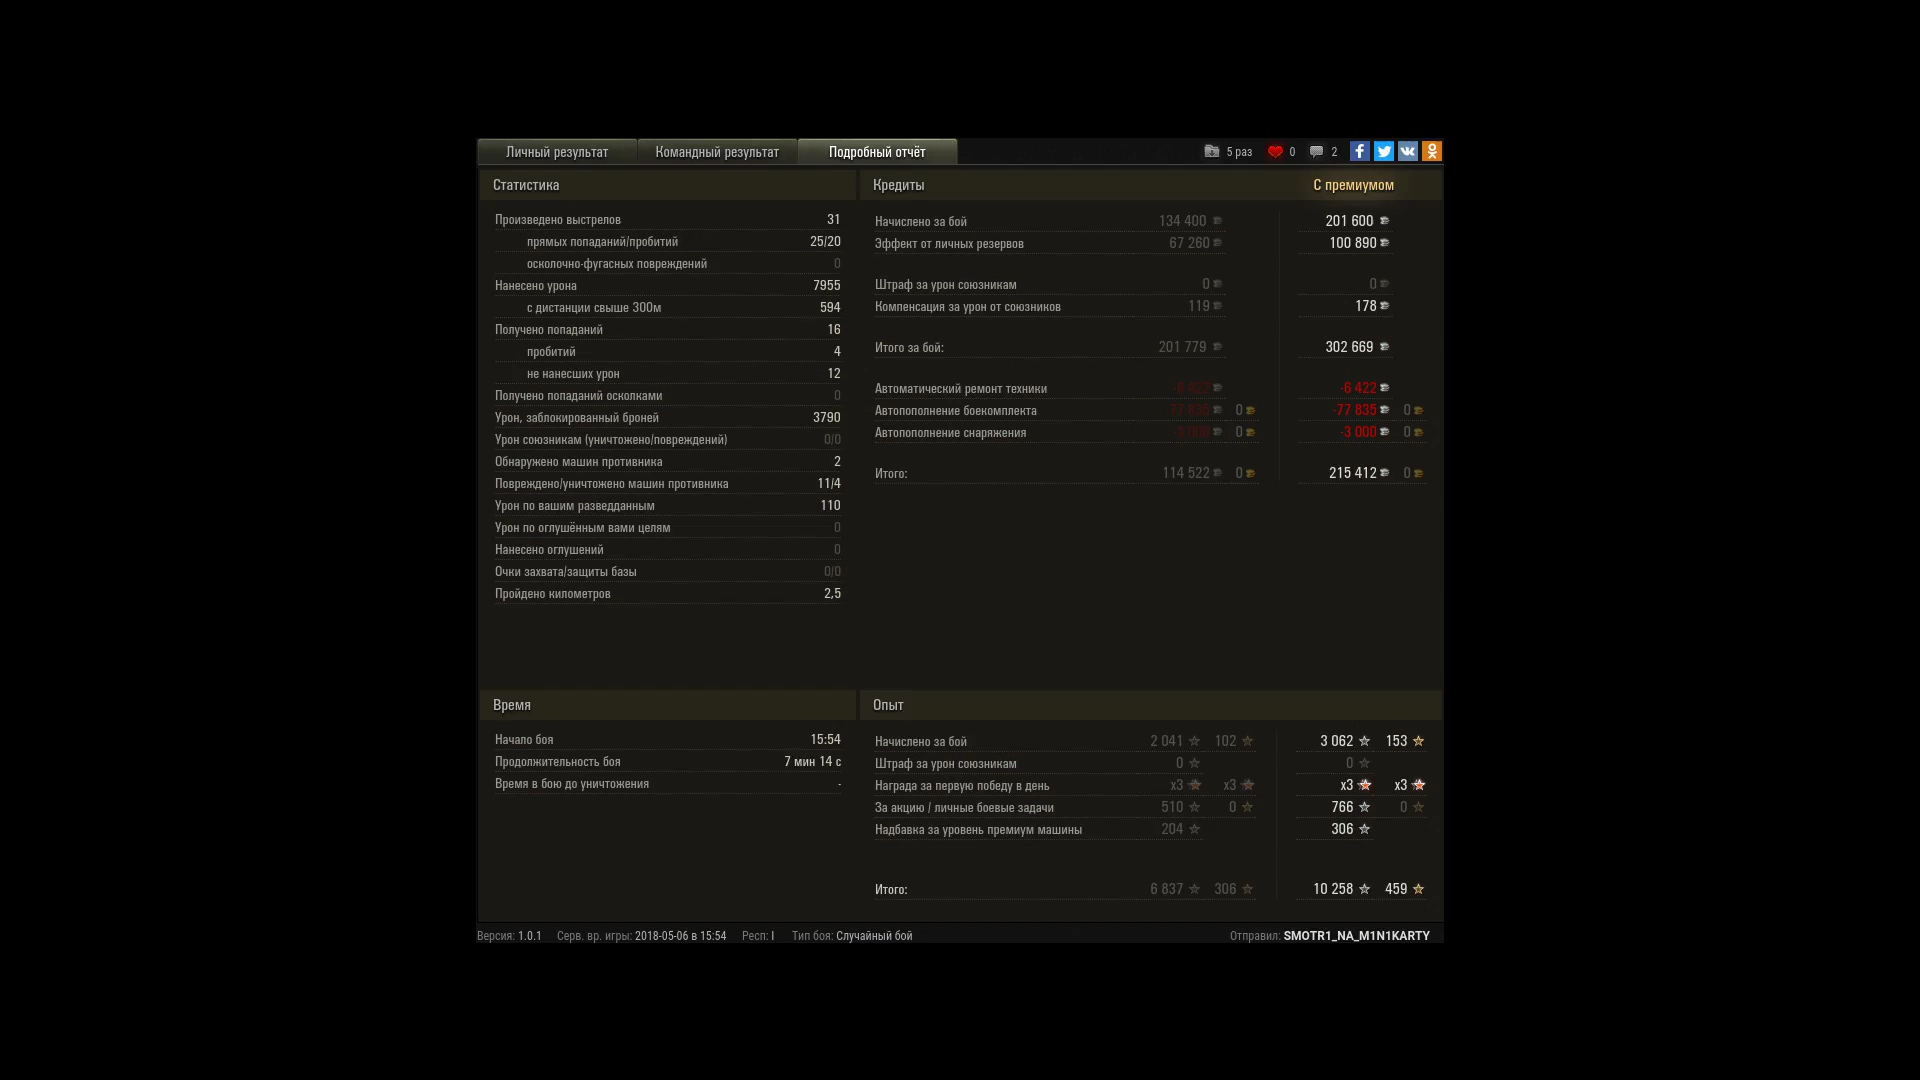 Личный результат Командный результат Подробный отчёт 5 раз 0 2
Статистика
Произведено выстрелов 31
прямых попаданий/пробитий 25/20
осколочно-фугасных повреждений 0
Нанесено урона 7955
с дистанции свыше 300м 594
Получено попаданий 16
пробитий 4
не нанесших урон 12
Получено попаданий осколками 0
Урон, заблокированный броней 3790
Урон союзникам (уничтожено/повреждений) 0/0
Обнаружено машин противника 2
Повреждено/уничтожено машин противника 11/4
Урон по вашим разведданным 110
Урон по оглушённым вами целям 0
Нанесено оглушений 0
Очки захвата/защиты базы 0/0
Пройдено километров 2,5
Кредиты С премиумом
Начислено за бой 134 400 201 600
Эффект от личных резервов 67 260 100 890
Штраф за урон союзникам 0 0
Компенсация за урон от союзников 119 178
Итого за бой: 201 779 302 669
Автоматический ремонт техники -6 422
Автопополнение боекомплекта -77 835 0 -77 835 0
Автопополнение снаряжения 0 -3 000 0
Итого: 114 522 0 215 412 0
Время
Начало боя 15:54
Продолжительность боя 7 мин 14 с
Время в бою до уничтожения -
Опыт
Начислено за бой 2 041 102 3 062 153
Штраф за урон союзникам 0 0
Награда за первую победу в день x3 x3 x3 x3
За акцию / личные боевые задачи 510 0 766 0
Надбавка за уровень премиум машины 204 306
Итого: 6 837 306 10 258 459
Версия: 1.0.1 Серв. вр. игры: 2018-05-06 в 15:54 Респ: I Тип боя: Случайный бой Отправил: SMOTR1_NA_M1N1KARTY